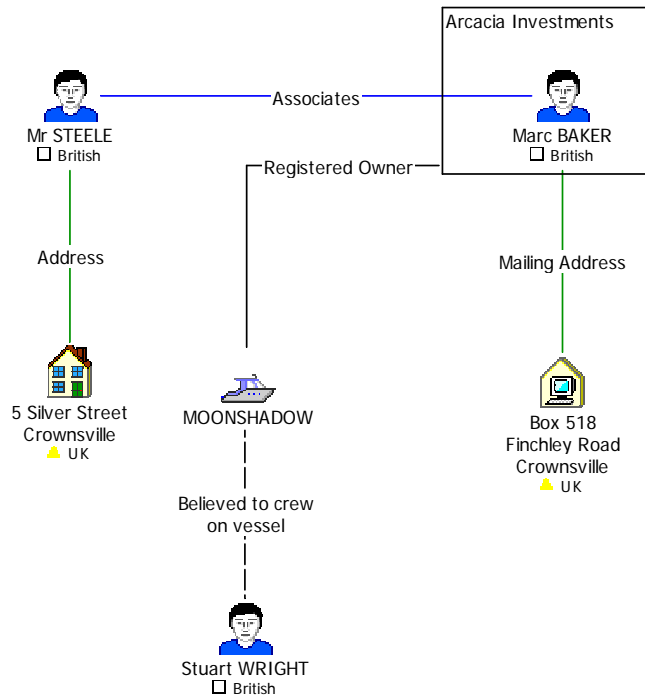 Arcacia Investments
Associates
Mr STEELE
British
Marc BAKER
British
Registered Owner
Address
Mailing Address
5 Silver Street
Crownsville
UK
MOONSHADOW
Box 518
Finchley Road
Crownsville
UK
Believed to crew
on vessel
Stuart WRIGHT
British